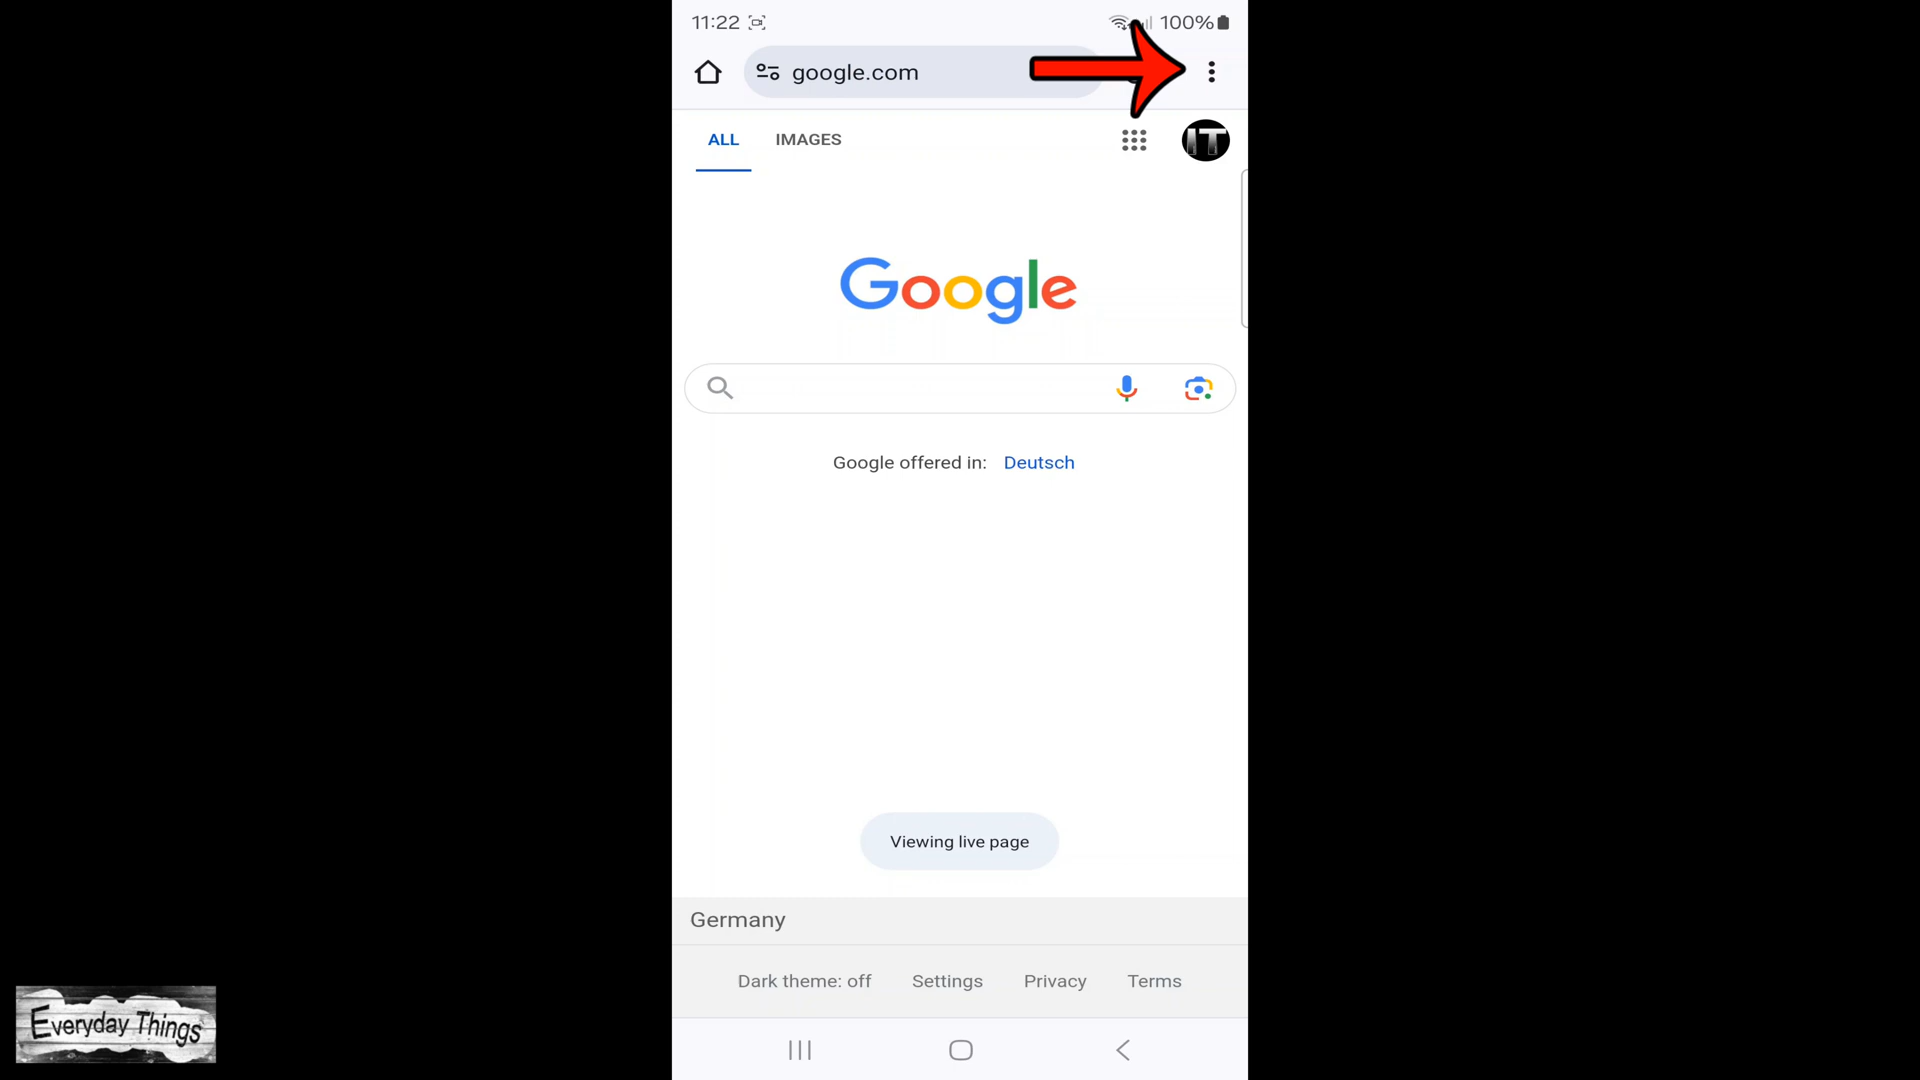 11:22
100%
google.com
ALL IMAGES
IT
Google
Google offered in: Deutsch
Viewing live page
Germany
Dark theme: off Settings Privacy Terms
Everyday Things